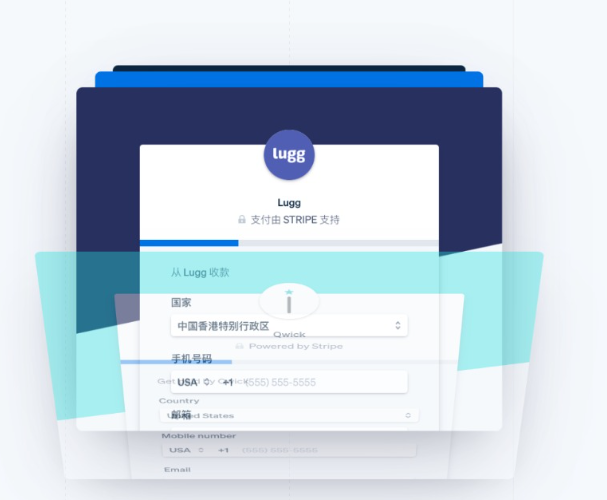 lugg
Lugg
支付由 STRIPE 支持
从 Lugg 收款
国家
中国香港特别行政区
Qwick
Powered by Stripe
手机号码
Get paid by Qwick
USA +1 (555) 555-5555
Country
邮箱
United States
Mobile number
USA +1 (555) 555-5555
Email